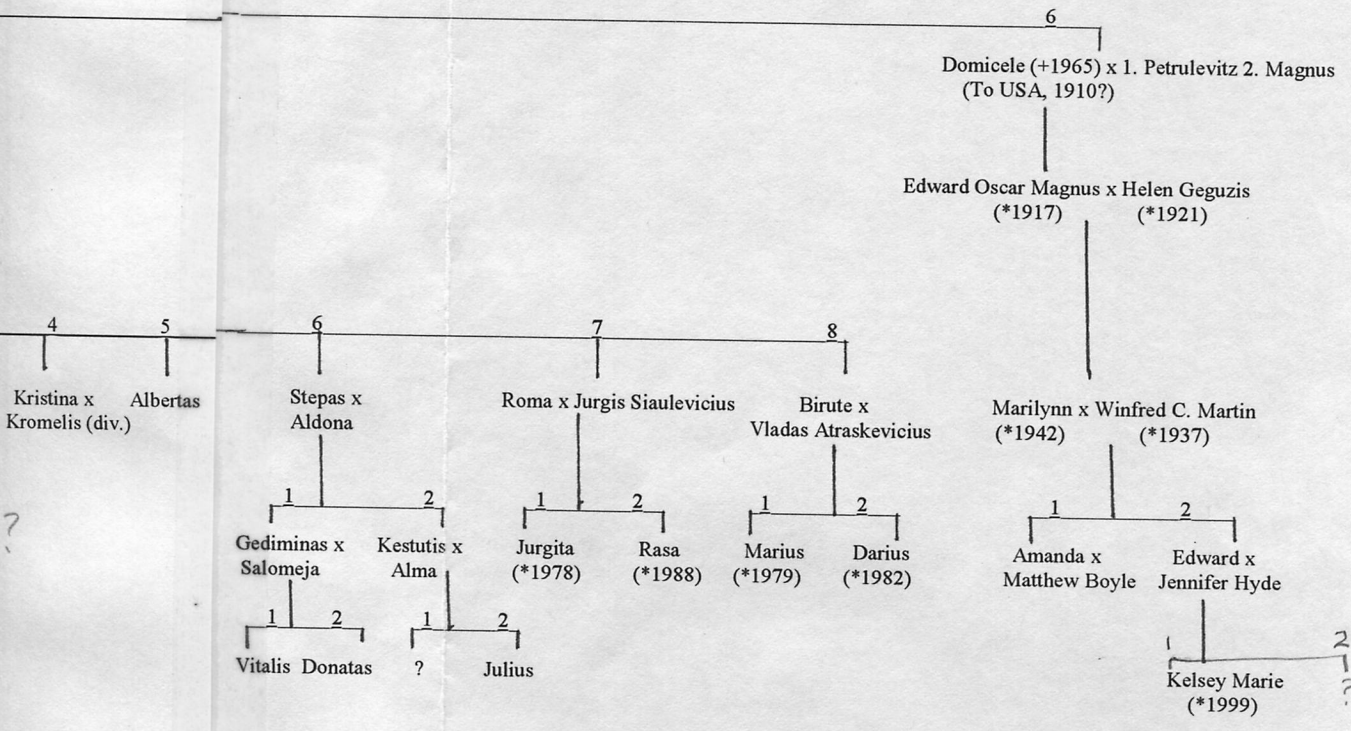 6
Domicele (+1965) x 1. Petrulevitz 2. Magnus
(To USA, 1910?)
Edward Oscar Magnus x Helen Geguzis
(*1917) (*1921)
4 5 6 7 8
Kristina x
Kromelis (div.)
Albertas
Stepas x
Aldona
Roma x Jurgis Siaulevicius
Birute x
Vladas Atraskevicius
Marilynn x Winfred C. Martin
(*1942) (*1937)
?
1 2
Gediminas x
Salomeja
Kestutis x
Alma
1 2
Jurgita
(*1978)
Rasa
(*1988)
1 2
Marius
(*1979)
Darius
(*1982)
1 2
Amanda x
Matthew Boyle
Edward x
Jennifer Hyde
1 2
Vitalis Donatas
1 2
? Julius
1 2
Kelsey Marie
(*1999)
?